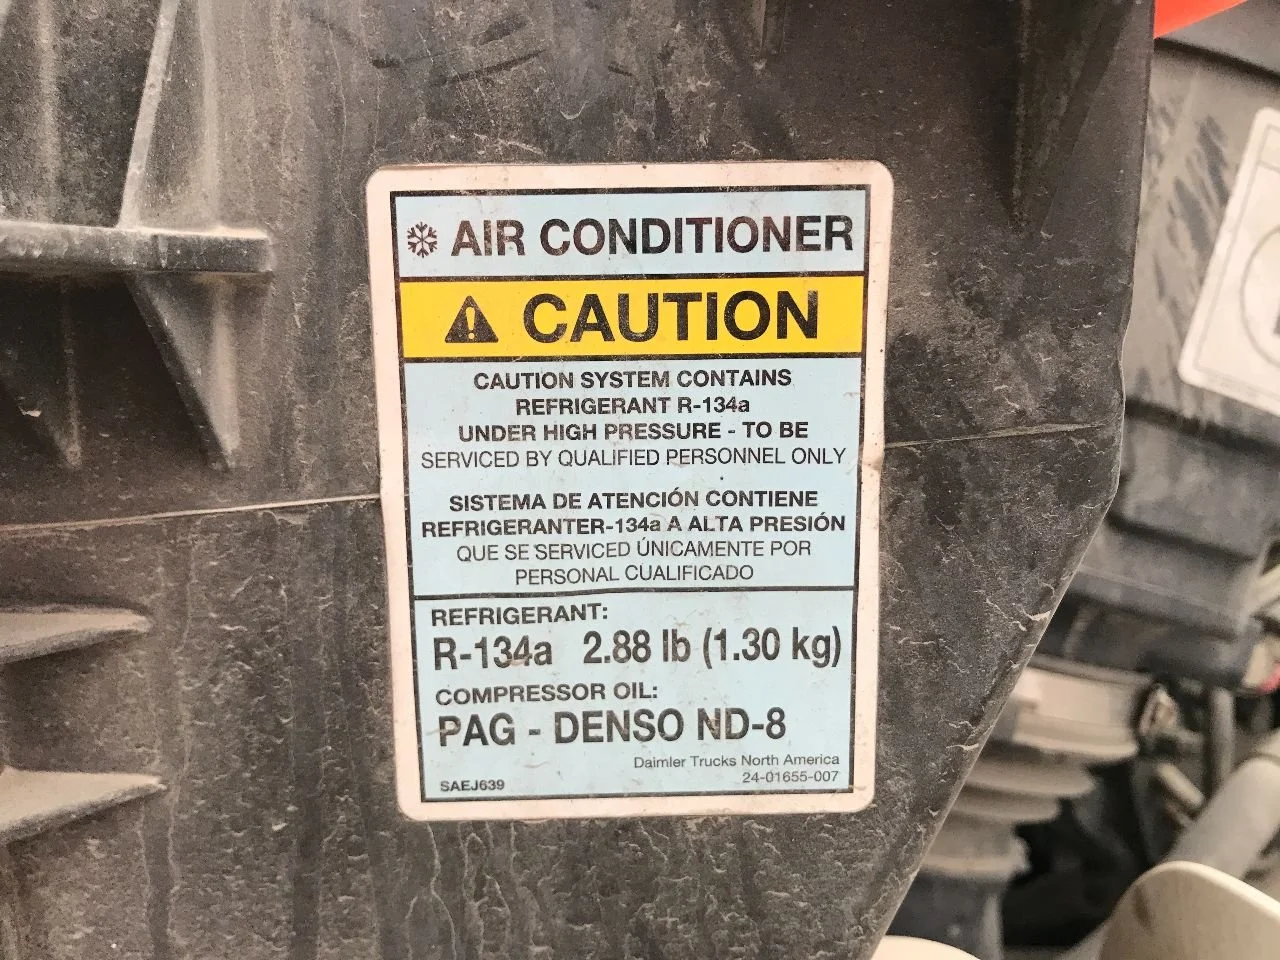 AIR CONDITIONER
CAUTION
CAUTION SYSTEM CONTAINS
REFRIGERANT R-134a
UNDER HIGH PRESSURE - TO BE
SERVICED BY QUALIFIED PERSONNEL ONLY
SISTEMA DE ATENCIÓN CONTIENE
REFRIGERANTER-134a A ALTA PRESIÓN
QUE SE SERVICED ÚNICAMENTE POR
PERSONAL CUALIFICADO
REFRIGERANT:
R-134a 2.88 lb (1.30 kg)
COMPRESSOR OIL:
PAG - DENSO ND-8
Daimler Trucks North America
SAEJ639 24-01655-007